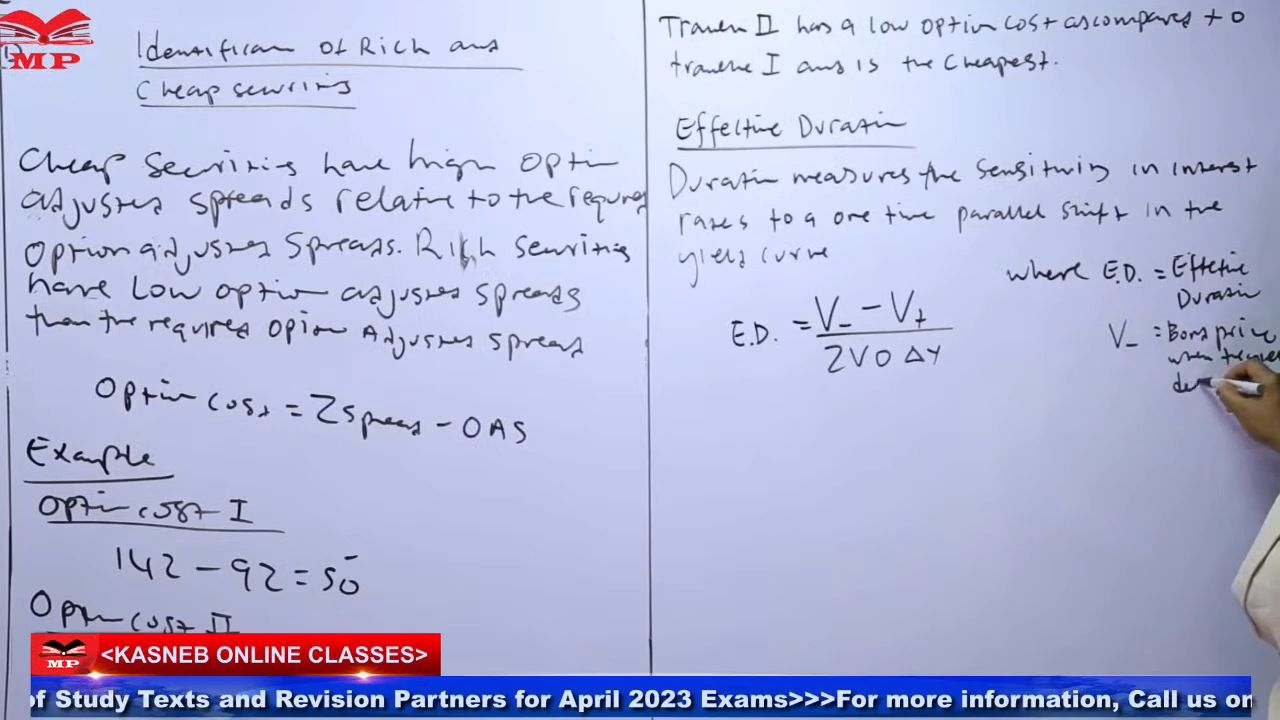 MP
Identification of Rich and
Cheap securities
Cheap Securities have high option
adjusted spreads relative to the required
Option adjusted Spreads. Rich Securities
have Low option adjusted spreads
than the required Option Adjusted spreads
Option cost = Z spread - OAS
Example
Option cost I
142 - 92 = 50
Option cost II
Tranch II has a low option cost as compared to
tranche I and is the cheapest.
Effective Duration
Duration measures the sensitivity in interest
rates to a one time parallel shift in the
yield curve
E.D. = V- - V+
2V0 ΔY
where E.D. = Effective
Duration
V- = Bond price
when
de
MP
<KASNEB ONLINE CLASSES>
of Study Texts and Revision Partners for April 2023 Exams>>>For more information, Call us on